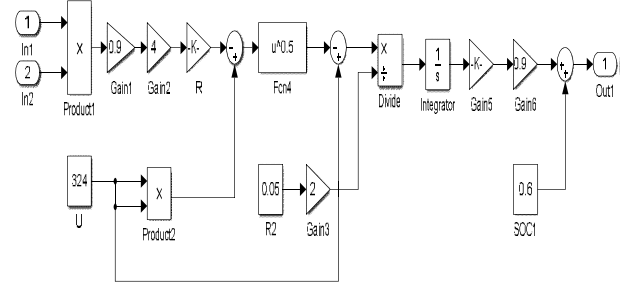 1
In1
2
In2
×
Product1
0.9
Gain1
4
Gain2
-K-
R
-
+
u^0.5
Fcn4
-
+
×
÷
Divide
1
s
Integrator
-K-
Gain5
0.9
Gain6
+
+
1
Out1
324
U
×
Product2
0.05
R2
2
Gain3
0.6
SOC1